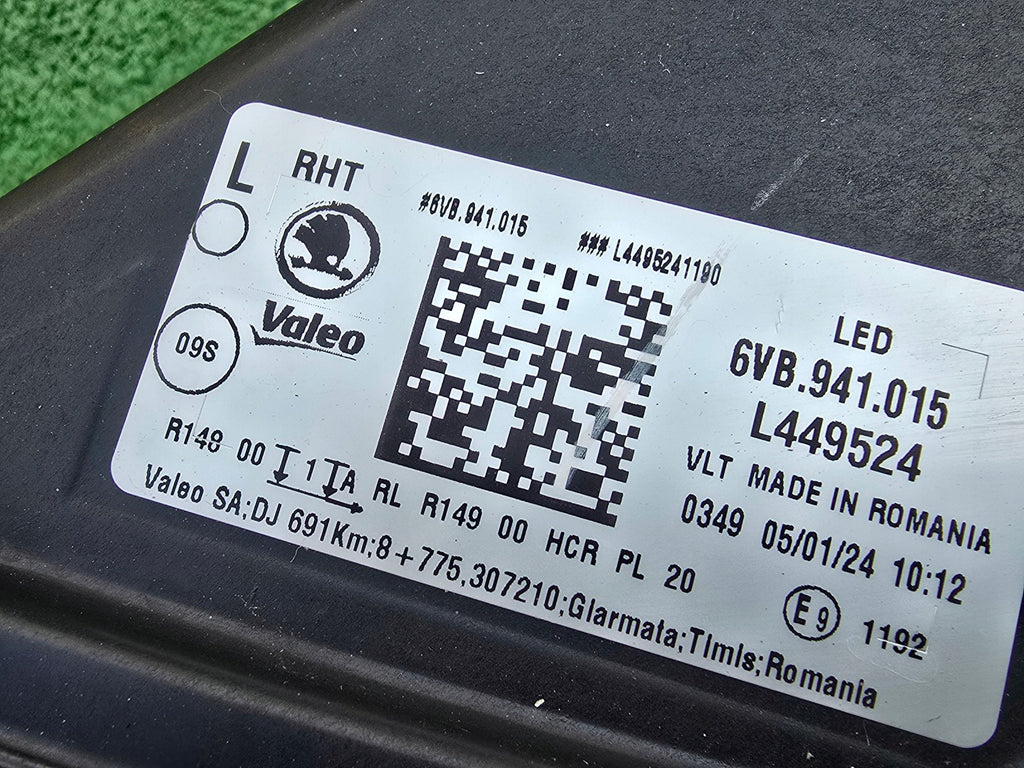 L RHT
#6VB.941.015
### L4495241190
Valeo
09S
LED
6VB.941.015
L449524
VLT MADE IN ROMANIA
0349 05/01/24 10:12
R148 00 1 A RL R149 00 HCR PL 20
E9 1192
Valeo SA;DJ 691Km;8+775,307210;Giarmata;Timis;Romania